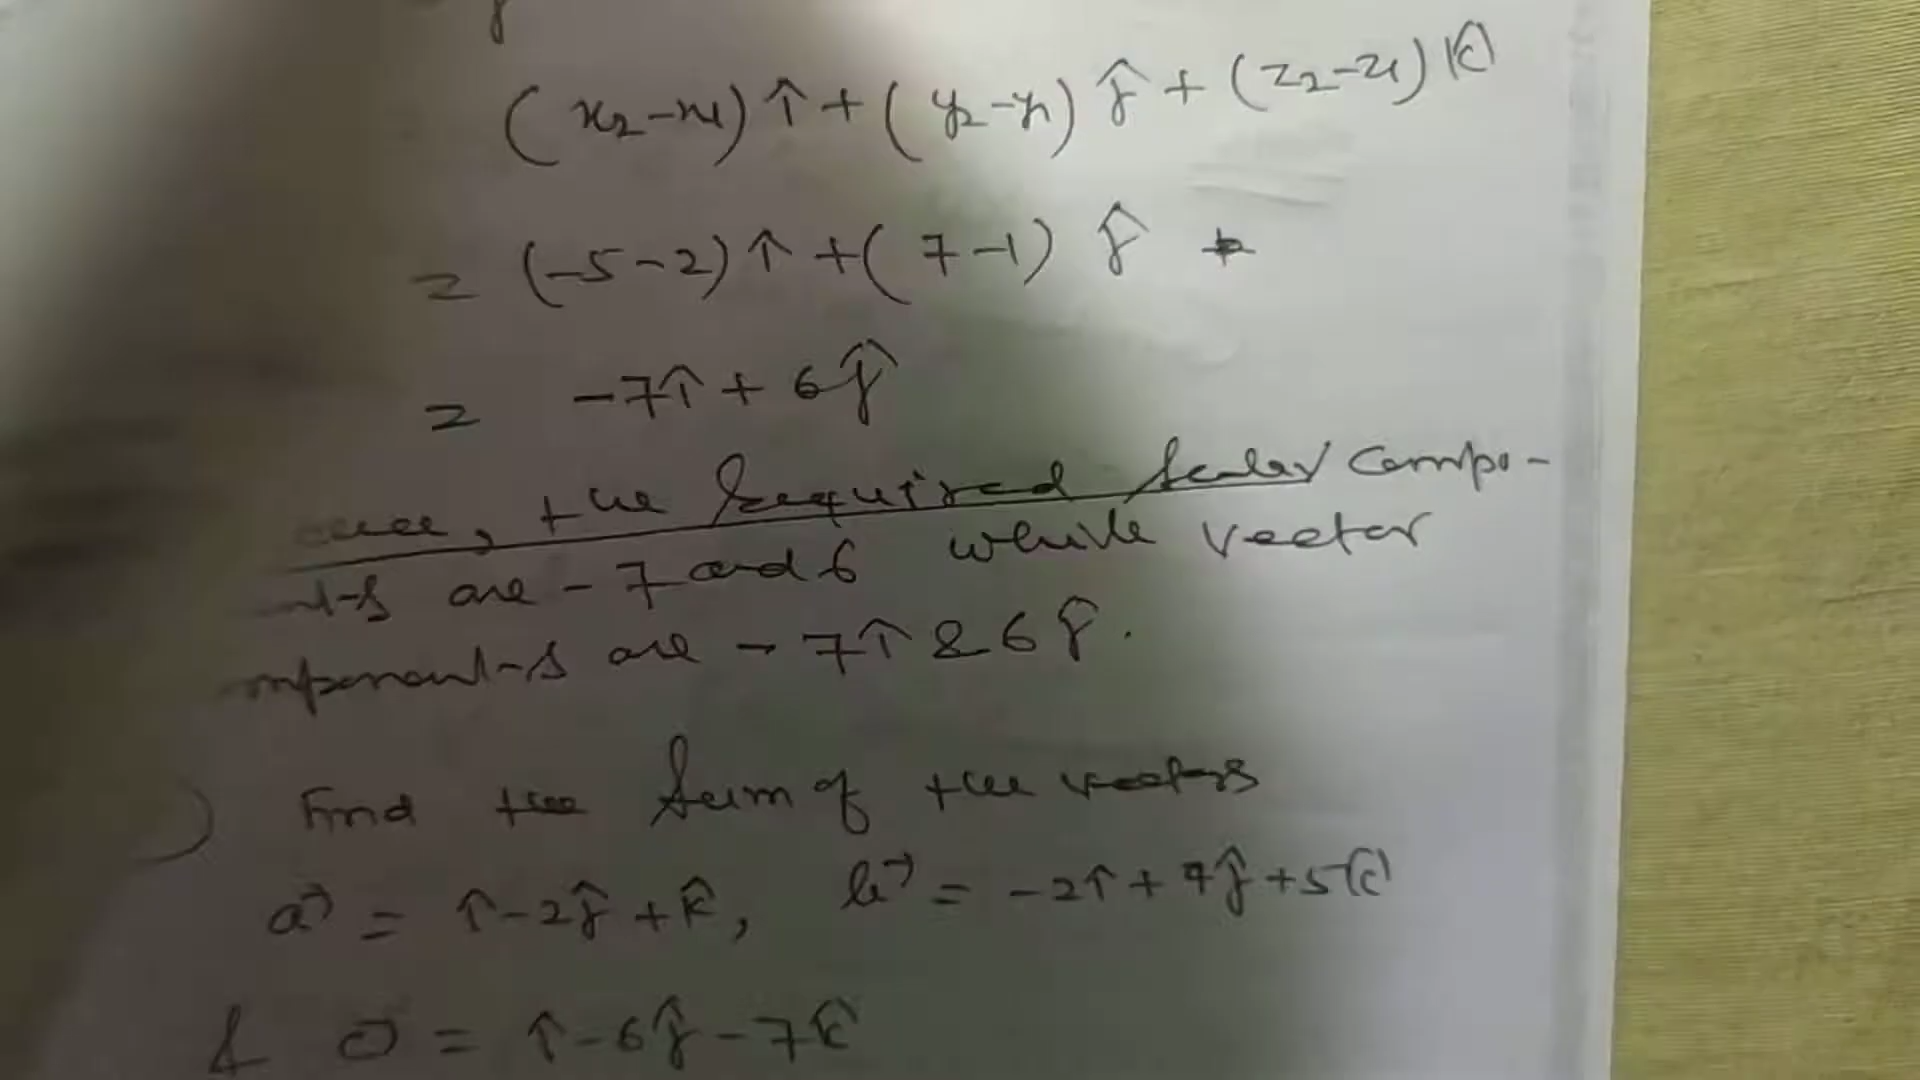 (x₂-x₁) î + (y₂-y₁) ĵ + (z₂-z₁) k̂
= (-5-2) î + (7-1) ĵ
= -7î + 6ĵ
, the required scalar compo-
are -7 and 6 while vector
are -7î & 6ĵ.
) Find the sum of the vectors
a⃗ = î-2ĵ+k̂, b⃗ = -2î+4ĵ+5k̂
& = î-6ĵ-7k̂